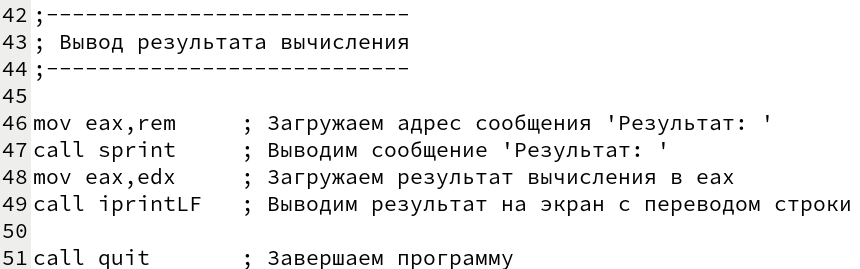 42 ;----------------------------
43 ; Вывод результата вычисления
44 ;----------------------------
45
46 mov eax,rem     ; Загружаем адрес сообщения 'Результат: '
47 call sprint     ; Выводим сообщение 'Результат: '
48 mov eax,edx     ; Загружаем результат вычисления в eax
49 call iprintLF   ; Выводим результат на экран с переводом строки
50
51 call quit       ; Завершаем программу